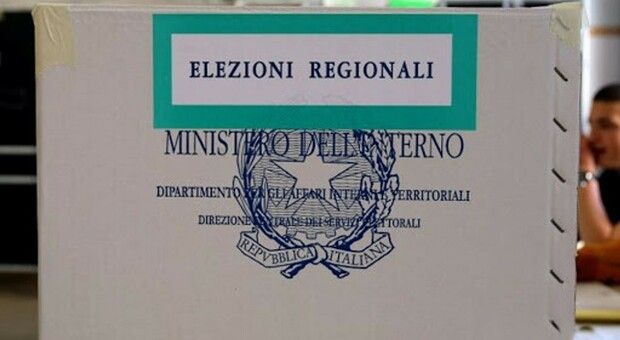 ELEZIONI REGIONALI
MINISTERO DELL'INTERNO
DIPARTIMENTO PER GLI AFFARI INTERNI E TERRITORIALI
DIREZIONE CENTRALE DEI SERVIZI ELETTORALI
REPVBBLICA ITALIANA